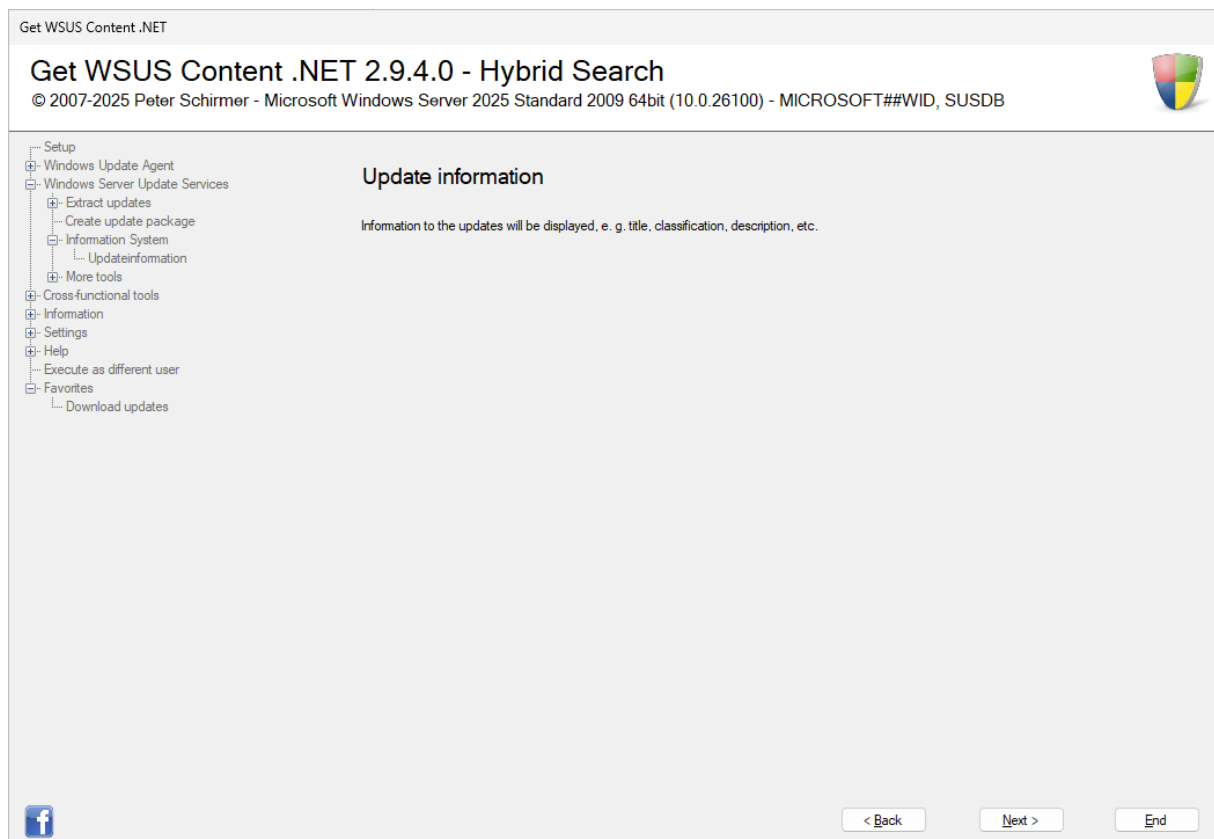 Get WSUS Content .NET
Get WSUS Content .NET 2.9.4.0 - Hybrid Search
© 2007-2025 Peter Schirmer - Microsoft Windows Server 2025 Standard 2009 64bit (10.0.26100) - MICROSOFT##WID, SUSDB
Setup
Windows Update Agent
Windows Server Update Services
Extract updates
Create update package
Information System
Updateinformation
More tools
Cross-functional tools
Information
Settings
Help
Execute as different user
Favorites
Download updates
Update information
Information to the updates will be displayed, e. g. title, classification, description, etc.
f
< Back
Next >
End